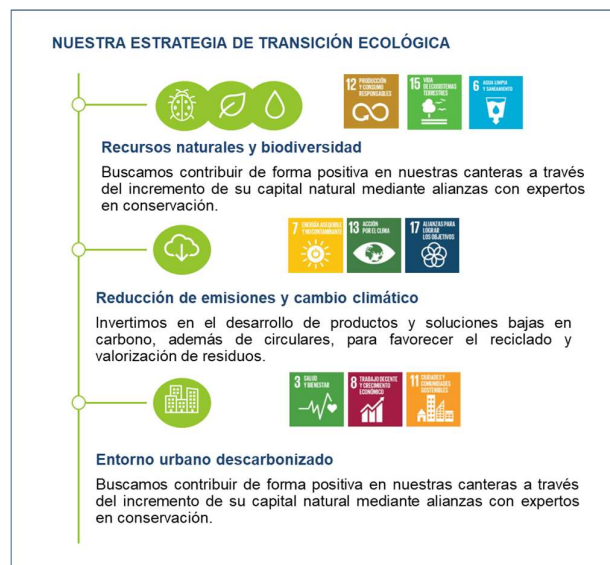 NUESTRA ESTRATEGIA DE TRANSICIÓN ECOLÓGICA
12 PRODUCCIÓN
Y CONSUMO
RESPONSABLES
15 VIDA
DE ECOSISTEMAS
TERRESTRES
6 AGUA LIMPIA
Y SANEAMIENTO
Recursos naturales y biodiversidad
Buscamos contribuir de forma positiva en nuestras canteras a través
del incremento de su capital natural mediante alianzas con expertos
en conservación.
7 ENERGÍA ASEQUIBLE
Y NO CONTAMINANTE
13 ACCIÓN
POR EL CLIMA
17 ALIANZAS PARA
LOGRAR
LOS OBJETIVOS
Reducción de emisiones y cambio climático
Invertimos en el desarrollo de productos y soluciones bajas en
carbono, además de circulares, para favorecer el reciclado y
valorización de residuos.
3 SALUD
Y BIENESTAR
8 TRABAJO DECENTE
Y CRECIMIENTO
ECONÓMICO
11 CIUDADES Y
COMUNIDADES
SOSTENIBLES
Entorno urbano descarbonizado
Buscamos contribuir de forma positiva en nuestras canteras a través
del incremento de su capital natural mediante alianzas con expertos
en conservación.